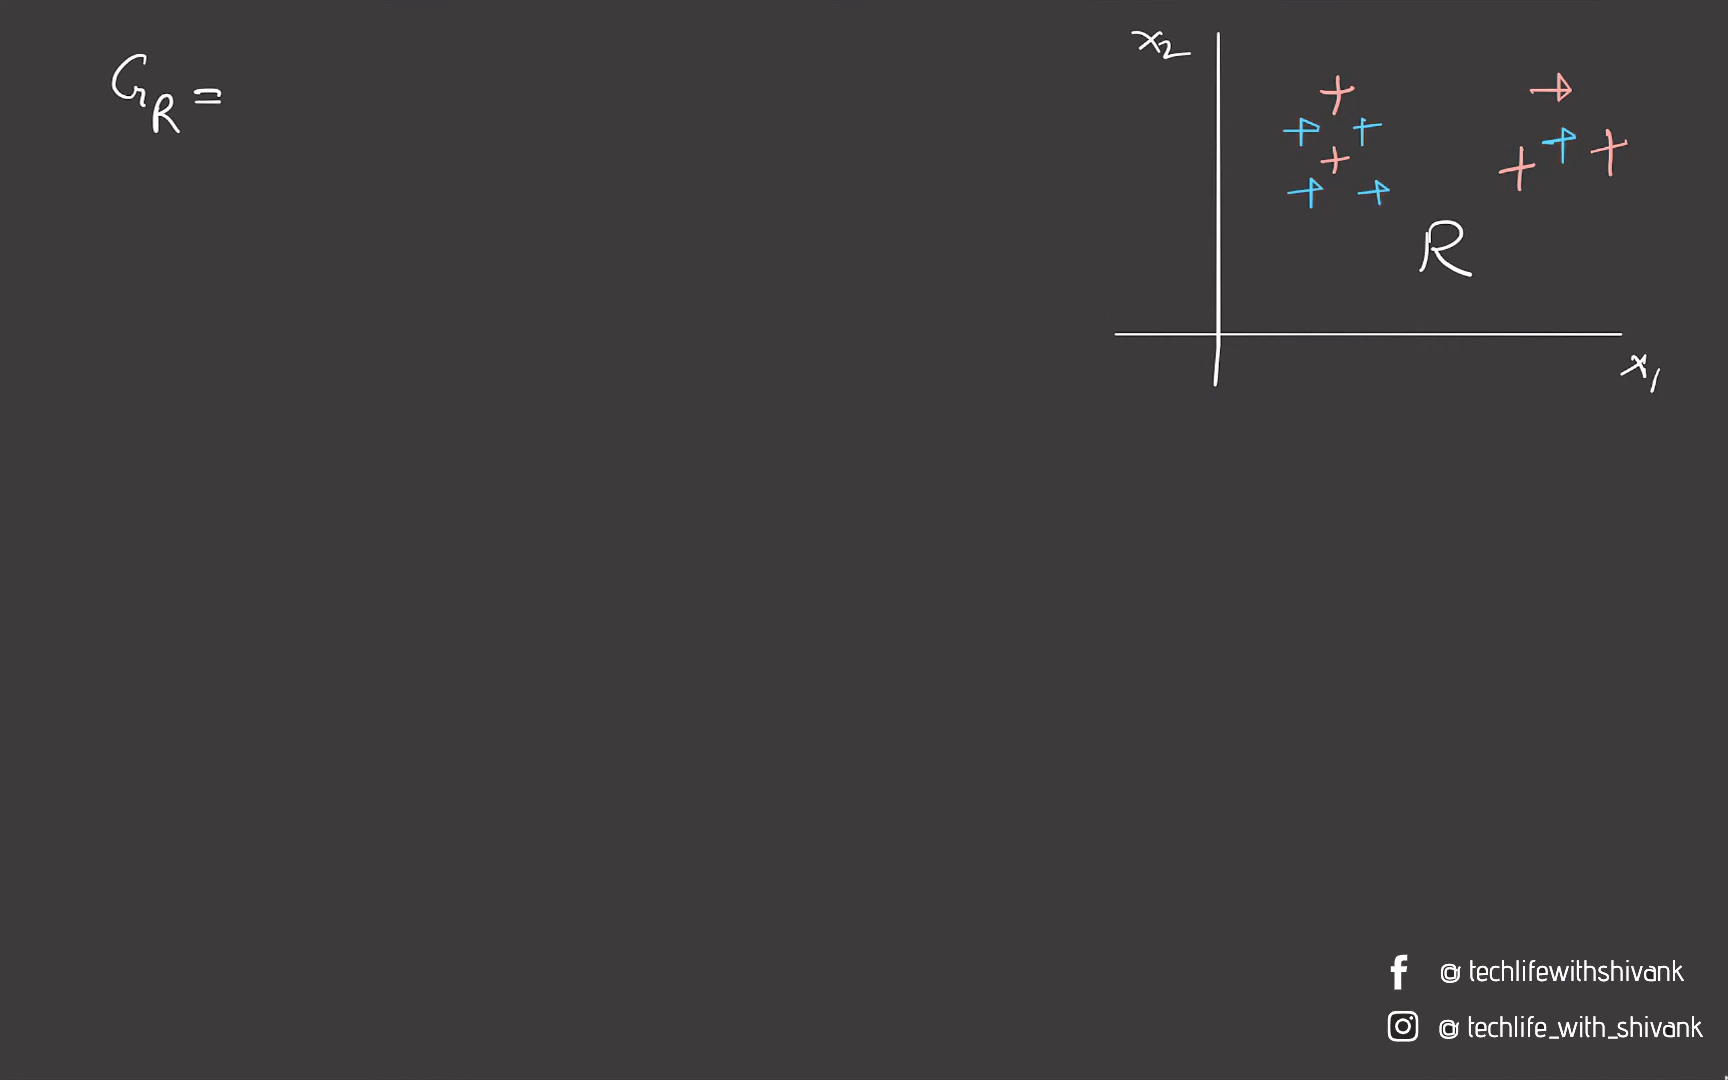 G_R =
x₂
R
x₁
@ techlifewithshivank
@ techlife_with_shivank